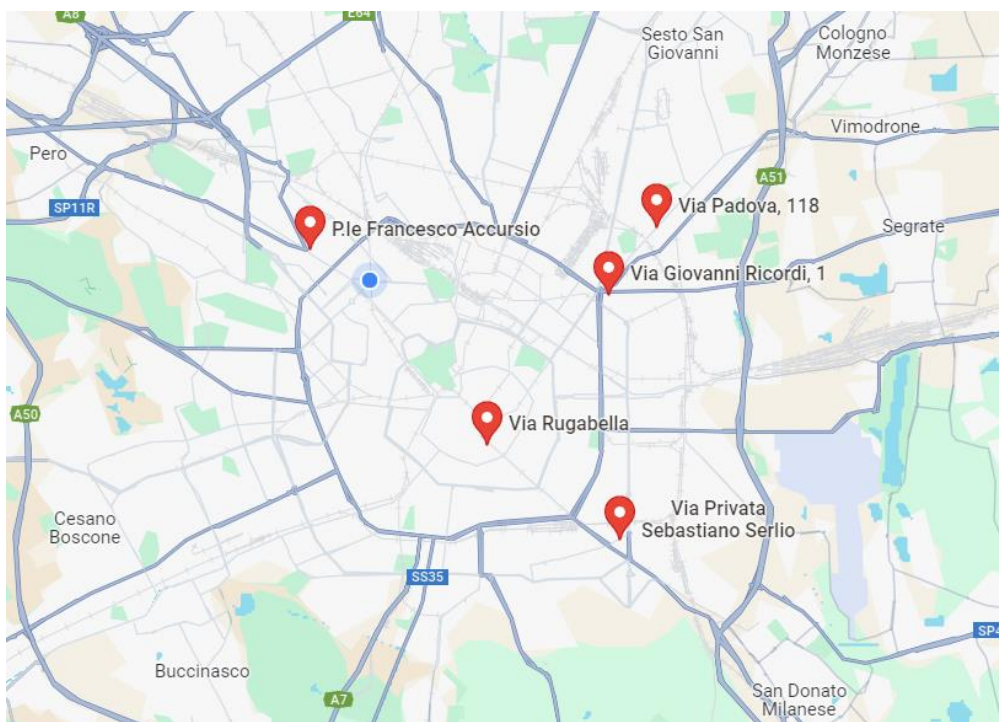 A8
E64
Sesto San
Giovanni
Cologno
Monzese
Vimodrone
Pero
A51
SP11R
Via Padova, 118
Segrate
P.le Francesco Accursio
Via Giovanni Ricordi, 1
A50
Via Rugabella
Cesano
Boscone
Via Privata
Sebastiano Serlio
SS35
SP4
Buccinasco
A7
San Donato
Milanese